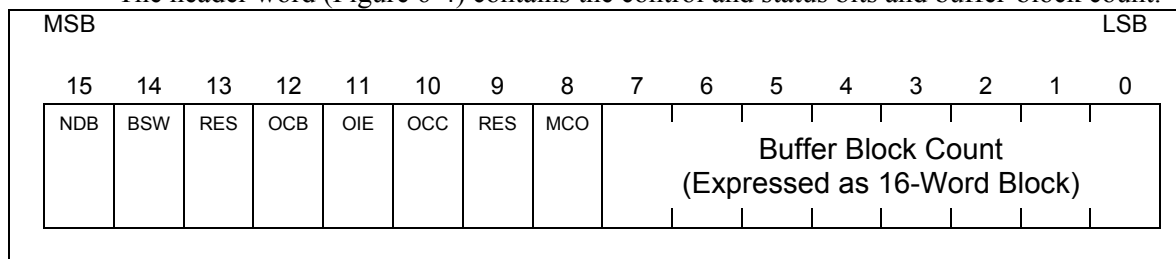 The header word (Figure 6-4) contains the control and status bits and buffer block count.
MSB LSB
15 14 13 12 11 10 9 8 7 6 5 4 3 2 1 0
NDB BSW RES OCB OIE OCC RES MCO
Buffer Block Count
(Expressed as 16-Word Block)